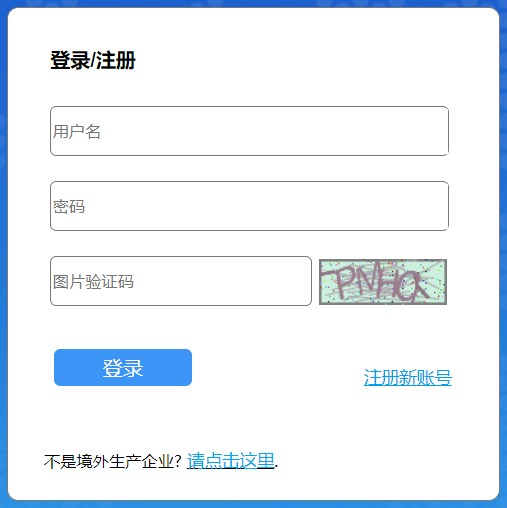 登录/注册
用户名
密码
图片验证码
登录
注册新账号
不是境外生产企业? 请点击这里.